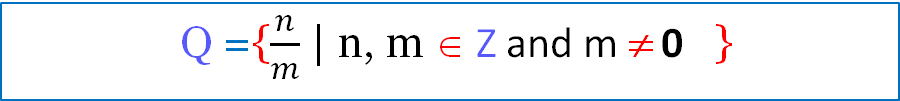 Q ={n/m | n, m ∈ Z and m ≠ 0 }